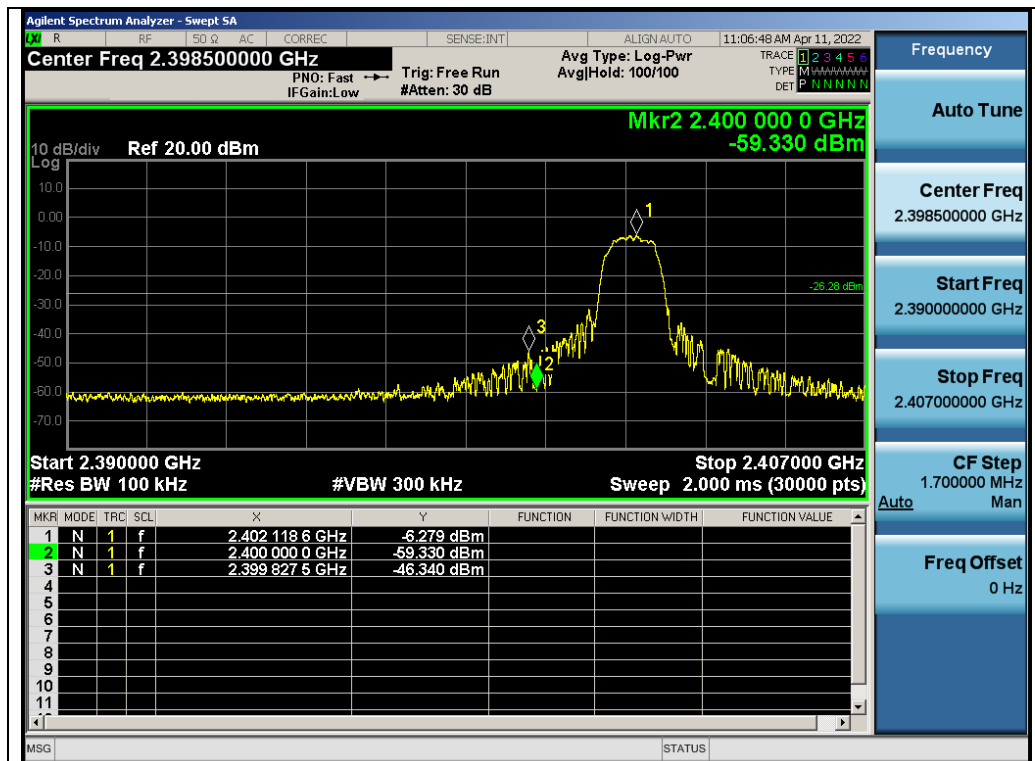 Agilent Spectrum Analyzer - Swept SA
LXI R RF 50 Ω AC CORREC SENSE:INT ALIGN AUTO 11:06:48 AM Apr 11, 2022
Center Freq 2.398500000 GHz Avg Type: Log-Pwr TRACE 1 2 3 4 5 6
PNO: Fast Trig: Free Run Avg|Hold: 100/100 TYPE M
IFGain:Low #Atten: 30 dB DET P N N N N N
Mkr2 2.400 000 0 GHz
-59.330 dBm
10 dB/div Ref 20.00 dBm
Log
10.0
0.00
-10.0
-20.0
-30.0
-40.0
-50.0
-60.0
-70.0
1
-26.28 dBm
3
2
Start 2.390000 GHz Stop 2.407000 GHz
#Res BW 100 kHz #VBW 300 kHz Sweep 2.000 ms (30000 pts)
MKR MODE TRC SCL X Y FUNCTION FUNCTION WIDTH FUNCTION VALUE
1 N 1 f 2.402 118 6 GHz -6.279 dBm
2 N 1 f 2.400 000 0 GHz -59.330 dBm
3 N 1 f 2.399 827 5 GHz -46.340 dBm
4
5
6
7
8
9
10
11
MSG STATUS
Frequency
Auto Tune
Center Freq
2.398500000 GHz
Start Freq
2.390000000 GHz
Stop Freq
2.407000000 GHz
CF Step
1.700000 MHz
Auto Man
Freq Offset
0 Hz